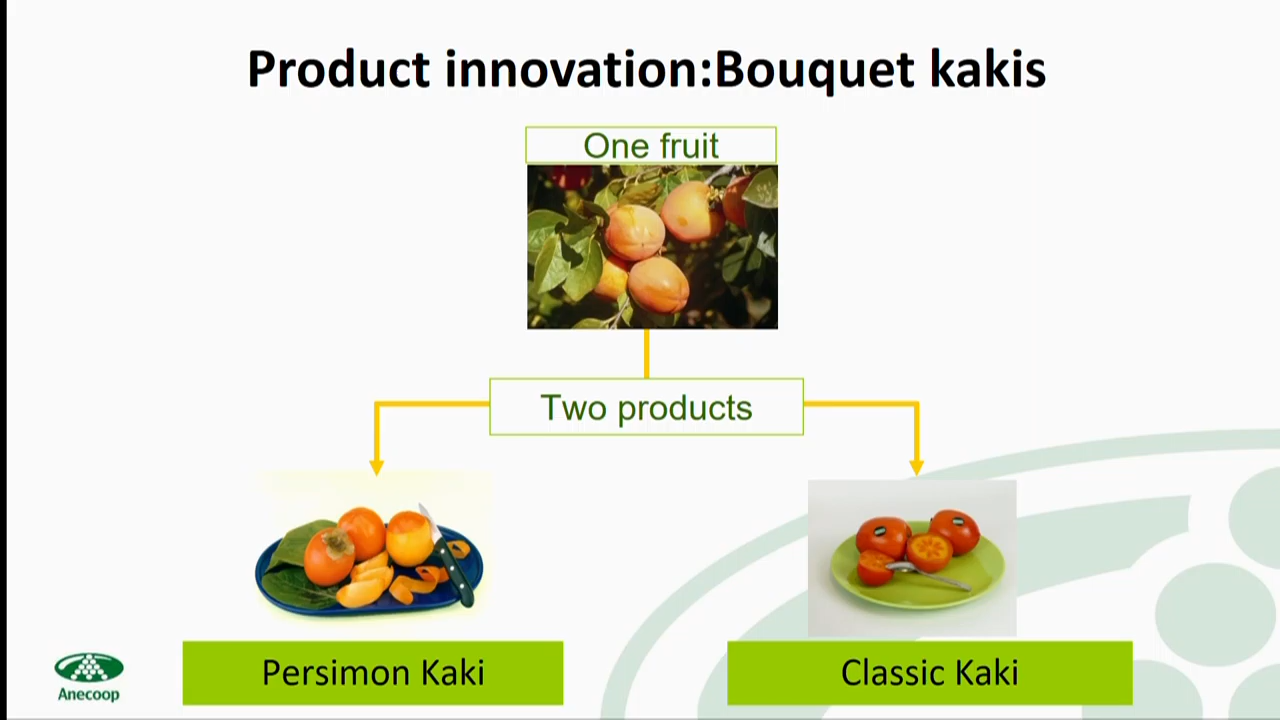 Product innovation:Bouquet kakis
One fruit
Two products
Persimon Kaki
Classic Kaki
Anecoop